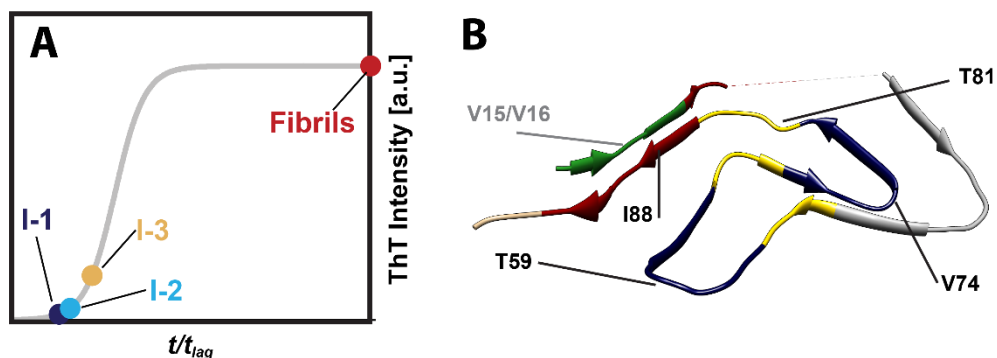 A
B
ThT Intensity [a.u.]
Fibrils
I-1
I-3
I-2
t/tlag
V15/V16
T81
I88
T59
V74